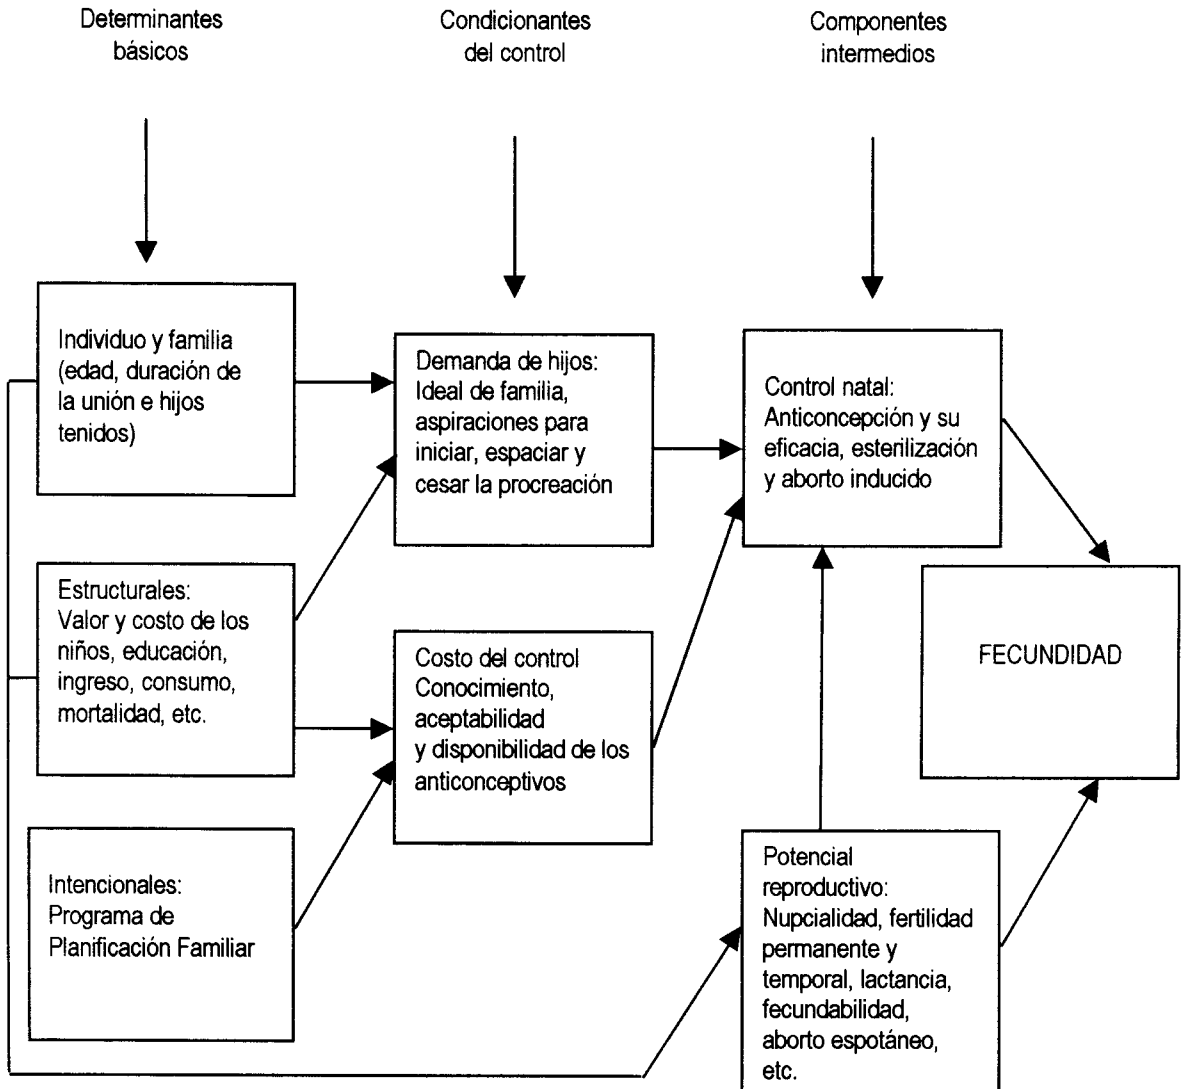 Determinantes
básicos
Condicionantes
del control
Componentes
intermedios
Individuo y familia
(edad, duración de
la unión e hijos
tenidos)
Demanda de hijos:
Ideal de familia,
aspiraciones para
iniciar, espaciar y
cesar la procreación
Control natal:
Anticoncepción y su
eficacia, esterilización
y aborto inducido
Estructurales:
Valor y costo de los
niños, educación,
ingreso, consumo,
mortalidad, etc.
Costo del control
Conocimiento,
aceptabilidad
y disponibilidad de los
anticonceptivos
FECUNDIDAD
Intencionales:
Programa de
Planificación Familiar
Potencial
reproductivo:
Nupcialidad, fertilidad
permanente y
temporal, lactancia,
fecundabilidad,
aborto espotáneo,
etc.